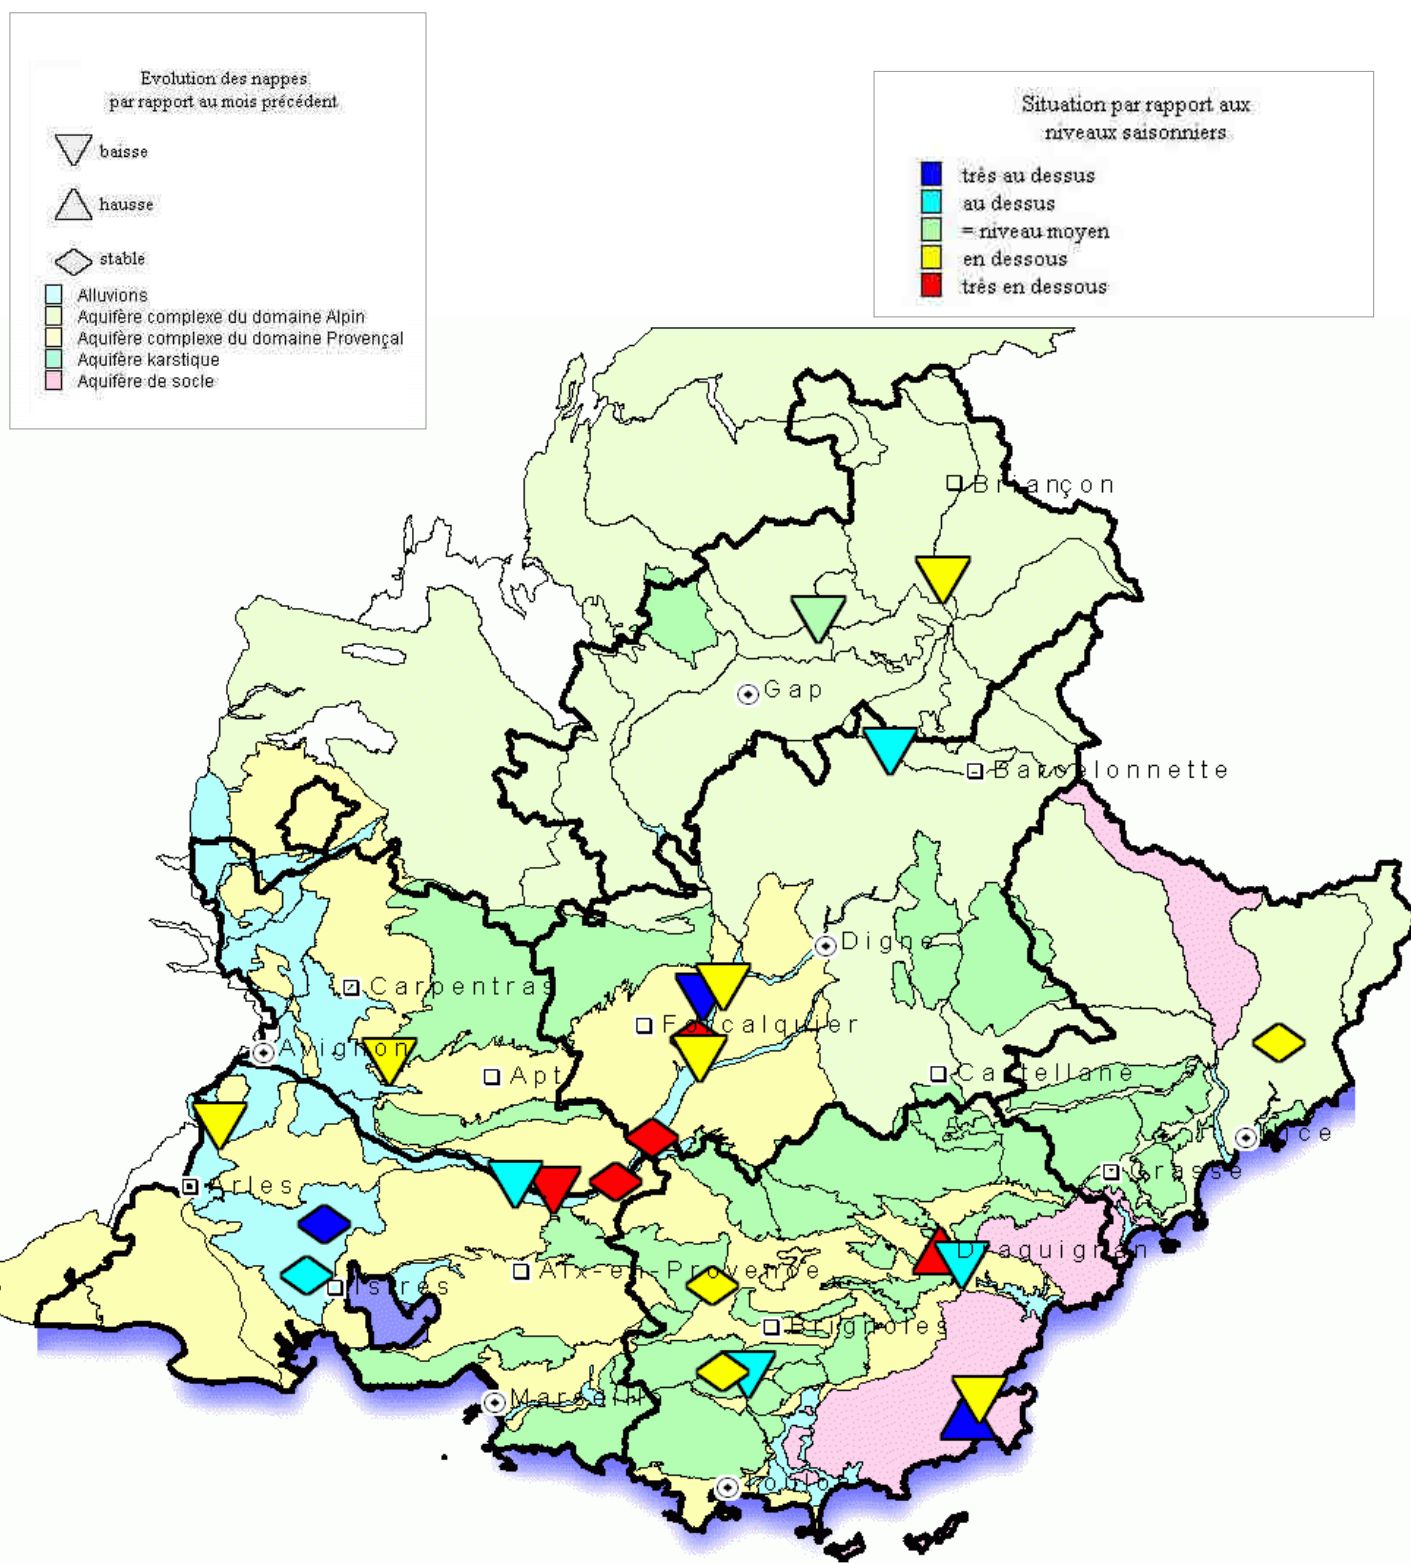 Evolution des nappes
par rapport au mois précédent
baisse
hausse
stable
Alluvions
Aquifère complexe du domaine Alpin
Aquifère complexe du domaine Provençal
Aquifère karstique
Aquifère de socle
Situation par rapport aux
niveaux saisonniers
très au dessus
au dessus
= niveau moyen
en dessous
très en dessous
Briançon
Gap
Barcelonnette
Digne
Carpentras
Forcalquier
Avignon
Apt
Castellane
Nice
Grasse
Arles
Draguignan
Aix-en-Provence
Istres
Brignoles
Marseille
Toulon